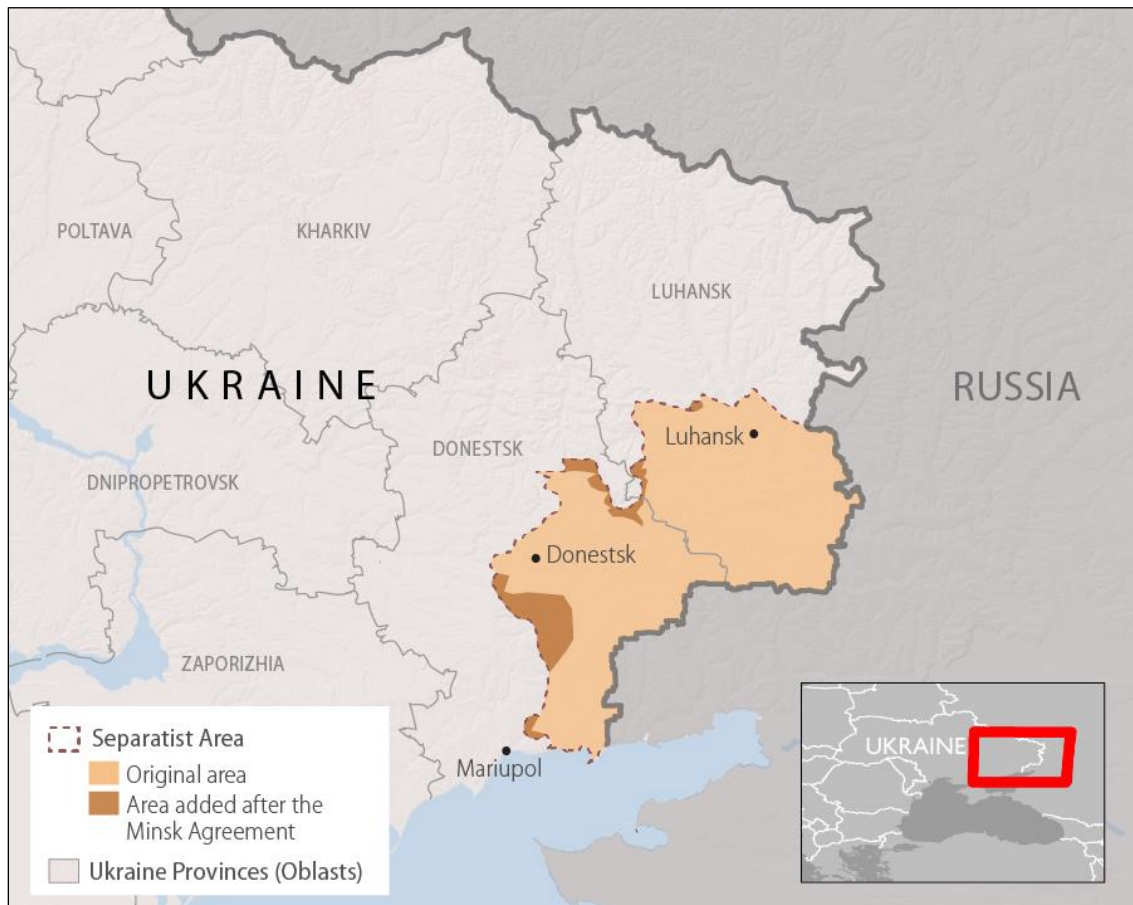 POLTAVA
KHARKIV
LUHANSK
UKRAINE
RUSSIA
DONESTSK
Luhansk
DNIPROPETROVSK
Donestsk
ZAPORIZHIA
Mariupol
Separatist Area
Original area
Area added after the
Minsk Agreement
Ukraine Provinces (Oblasts)
UKRAINE